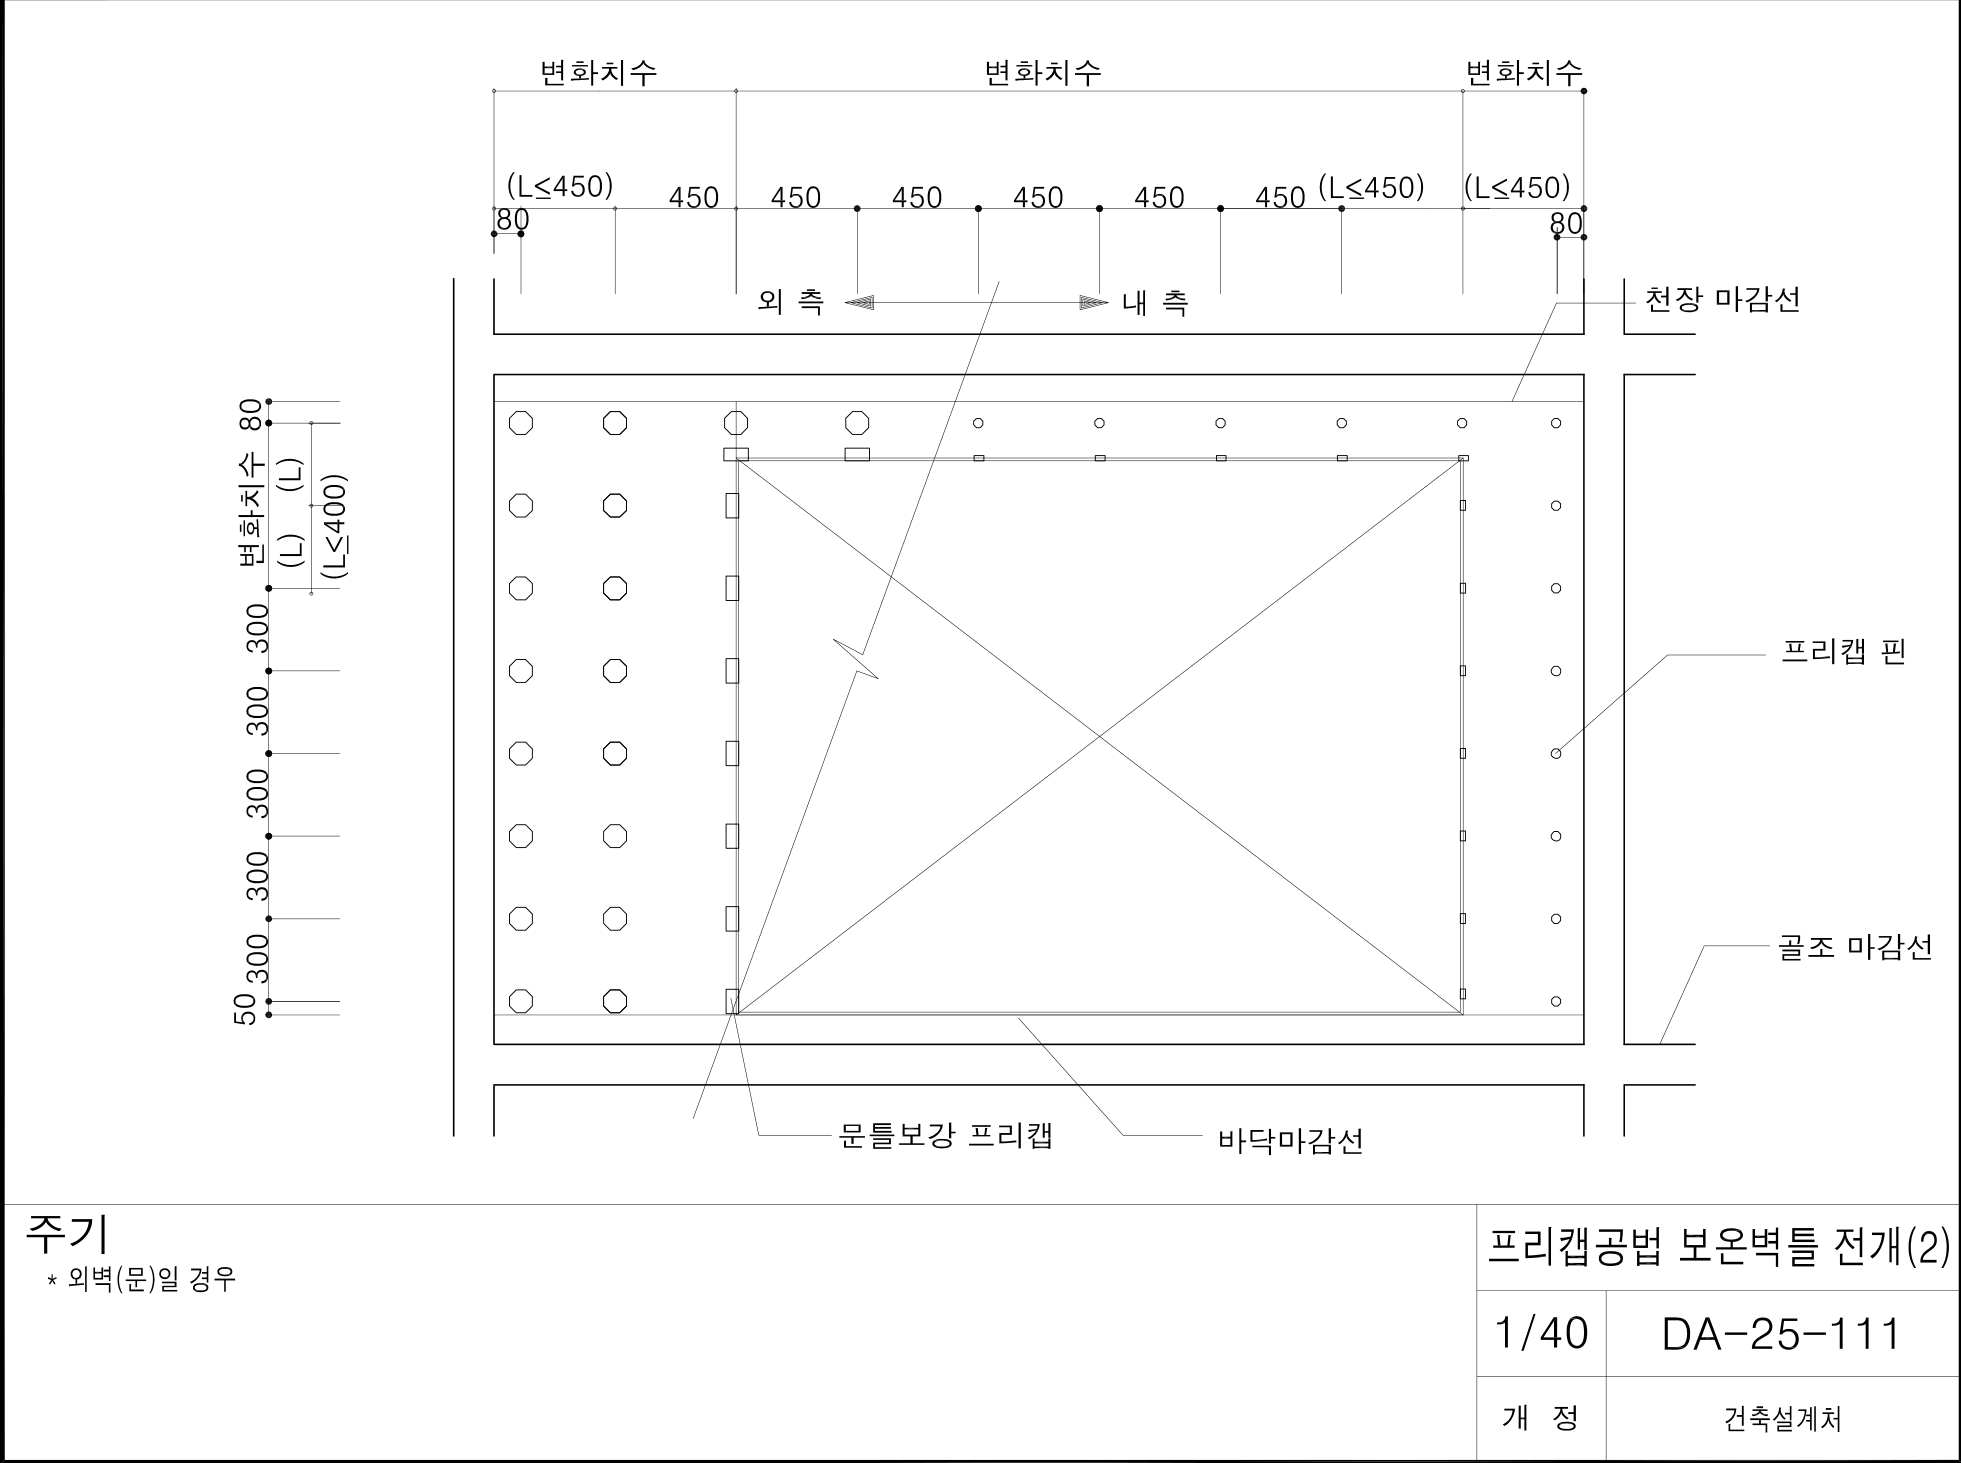 변화치수 변화치수 변화치수
(L≤450) 450 450 450 450 450 450 (L≤450) (L≤450)
80 80
외 측 내 측
천장 마감선
80
변화치수 (L) (L) (L≤400)
300
300
300
300
300
50
프리캡 핀
골조 마감선
문틀보강 프리캡
바닥마감선
주기
* 외벽(문)일 경우
프리캡공법 보온벽틀 전개(2)
1/40 DA-25-111
개 정 건축설계처